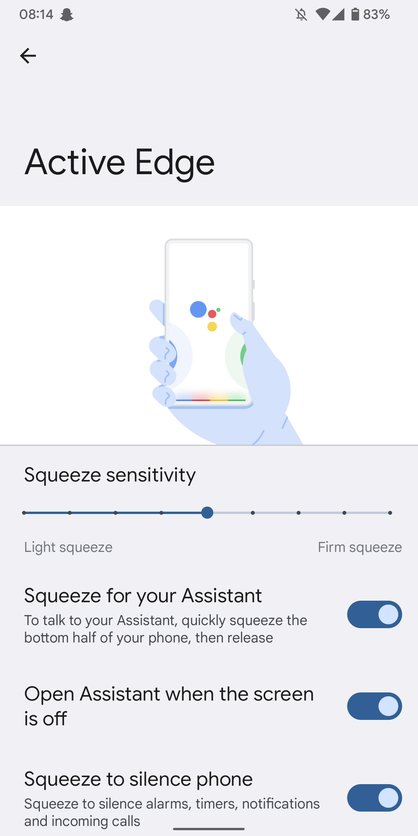 08:14
83%
Active Edge
Squeeze sensitivity
Light squeeze
Firm squeeze
Squeeze for your Assistant
To talk to your Assistant, quickly squeeze the
bottom half of your phone, then release
Open Assistant when the screen
is off
Squeeze to silence phone
Squeeze to silence alarms, timers, notifications
and incoming calls